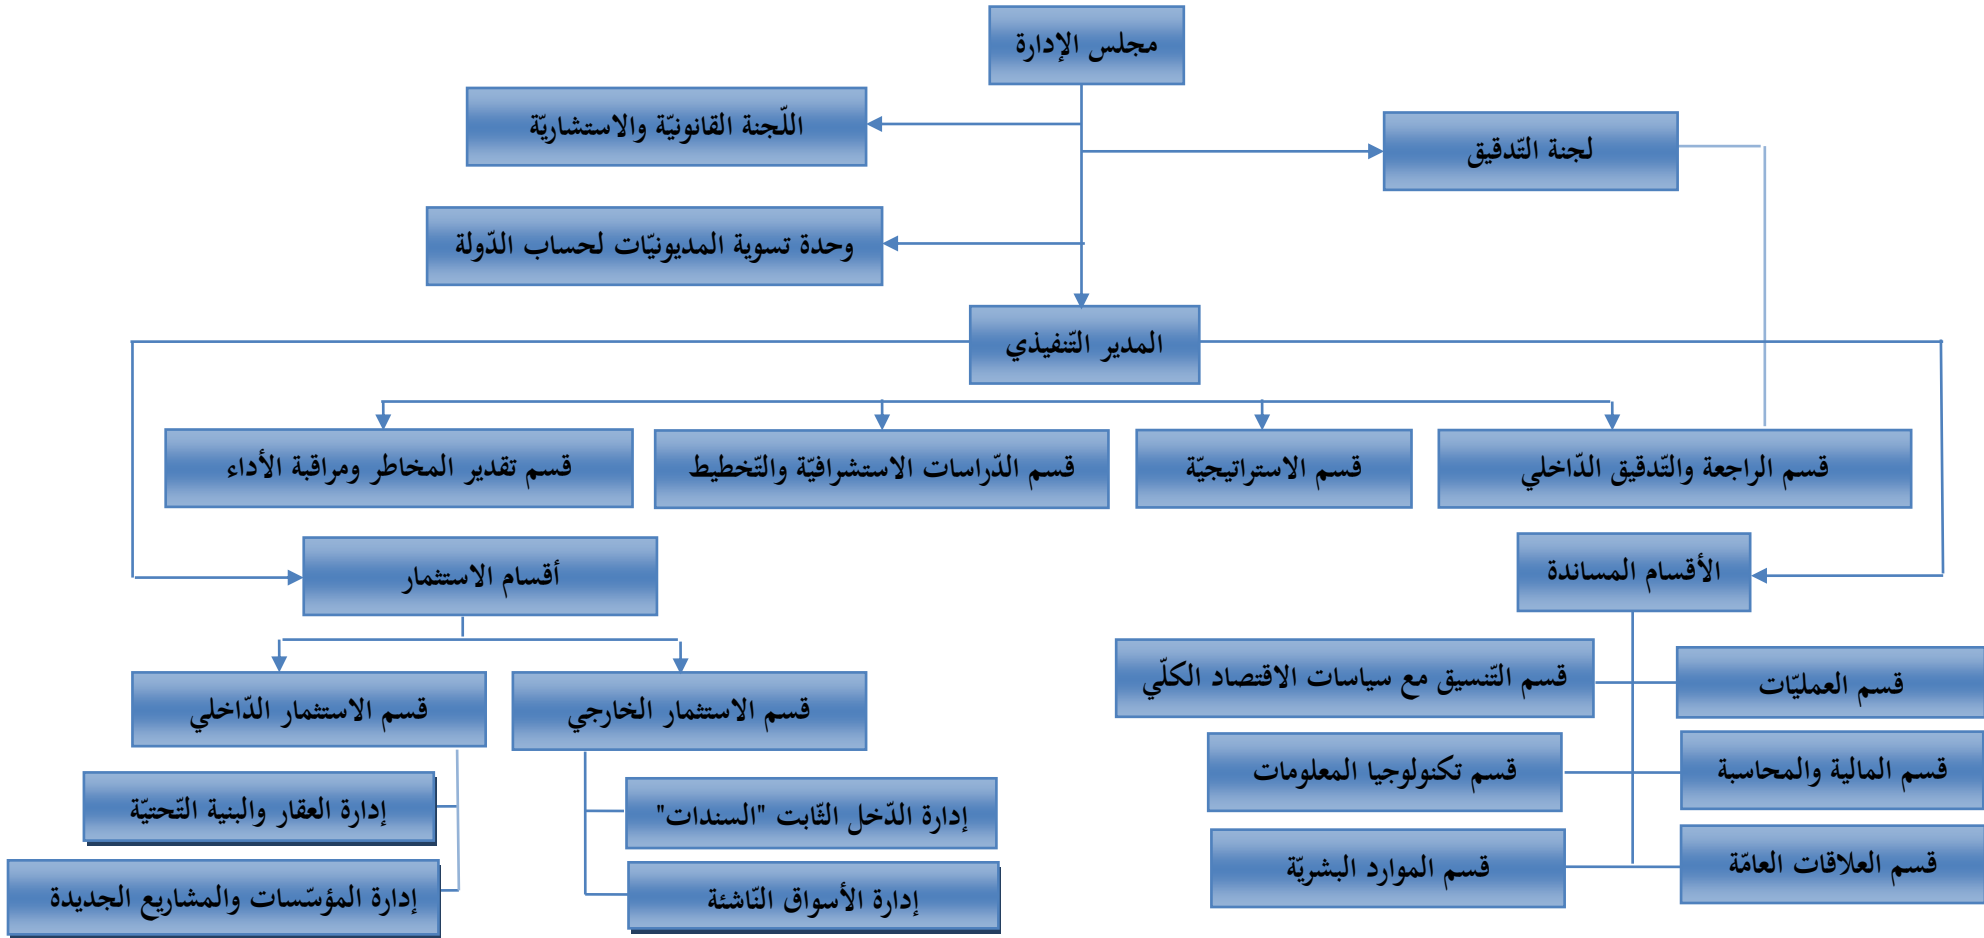 مجلس الإدارة
اللّجنة القانونيّة والاستشاريّة
لجنة التّدقيق
وحدة تسوية المديونيّات لحساب الدّولة
المدير التّنفيذي
قسم الراجعة والتّدقيق الدّاخلي
قسم الاستراتيجيّة
قسم الدّراسات الاستشرافيّة والتّخطيط
قسم تقدير المخاطر ومراقبة الأداء
الأقسام المساندة
أقسام الاستثمار
قسم العمليّات
قسم التّنسيق مع سياسات الاقتصاد الكلّي
قسم المالية والمحاسبة
قسم تكنولوجيا المعلومات
قسم العلاقات العامّة
قسم الموارد البشريّة
قسم الاستثمار الخارجي
قسم الاستثمار الدّاخلي
إدارة الدّخل الثّابت "السندات"
إدارة الأسواق النّاشئة
إدارة العقار والبنية التّحتيّة
إدارة المؤسّسات والمشاريع الجديدة